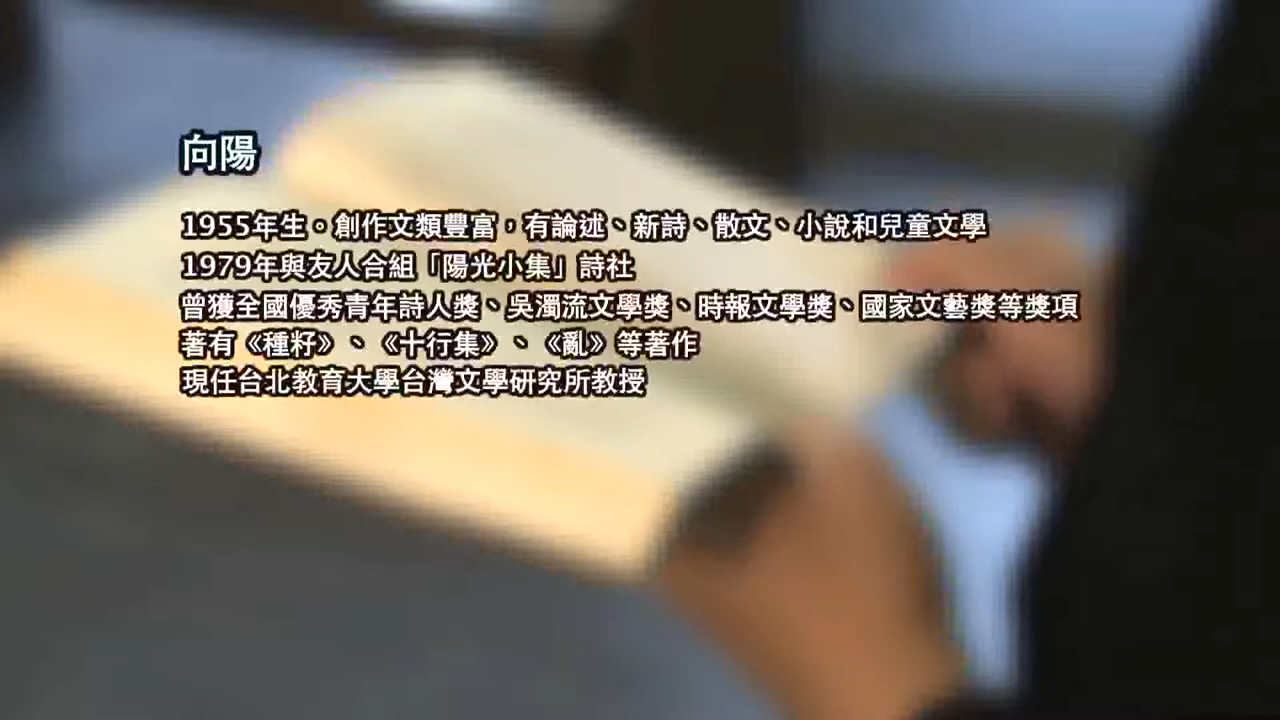 向陽
1955年生。創作文類豐富，有論述、新詩、散文、小說和兒童文學
1979年與友人合組「陽光小集」詩社
曾獲全國優秀青年詩人獎、吳濁流文學獎、時報文學獎、國家文藝獎等獎項
著有《種籽》、《十行集》、《亂》等著作
現任台北教育大學台灣文學研究所教授